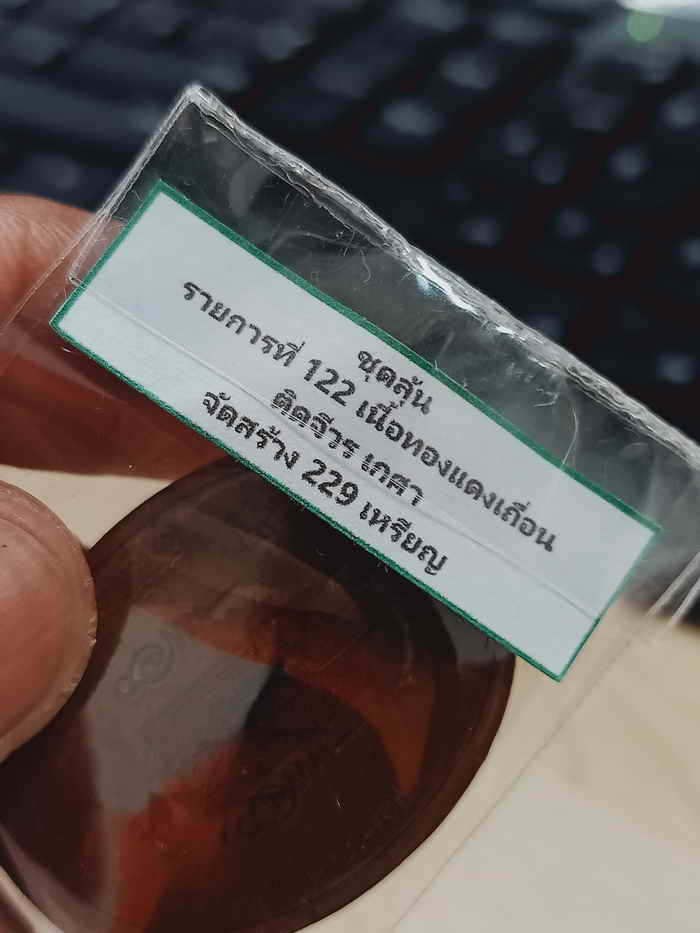 ชุดลุ้น
รายการที่ 122 เนื้อทองแดงเถื่อน
ติดจีวร เกศา
จัดสร้าง 229 เหรียญ